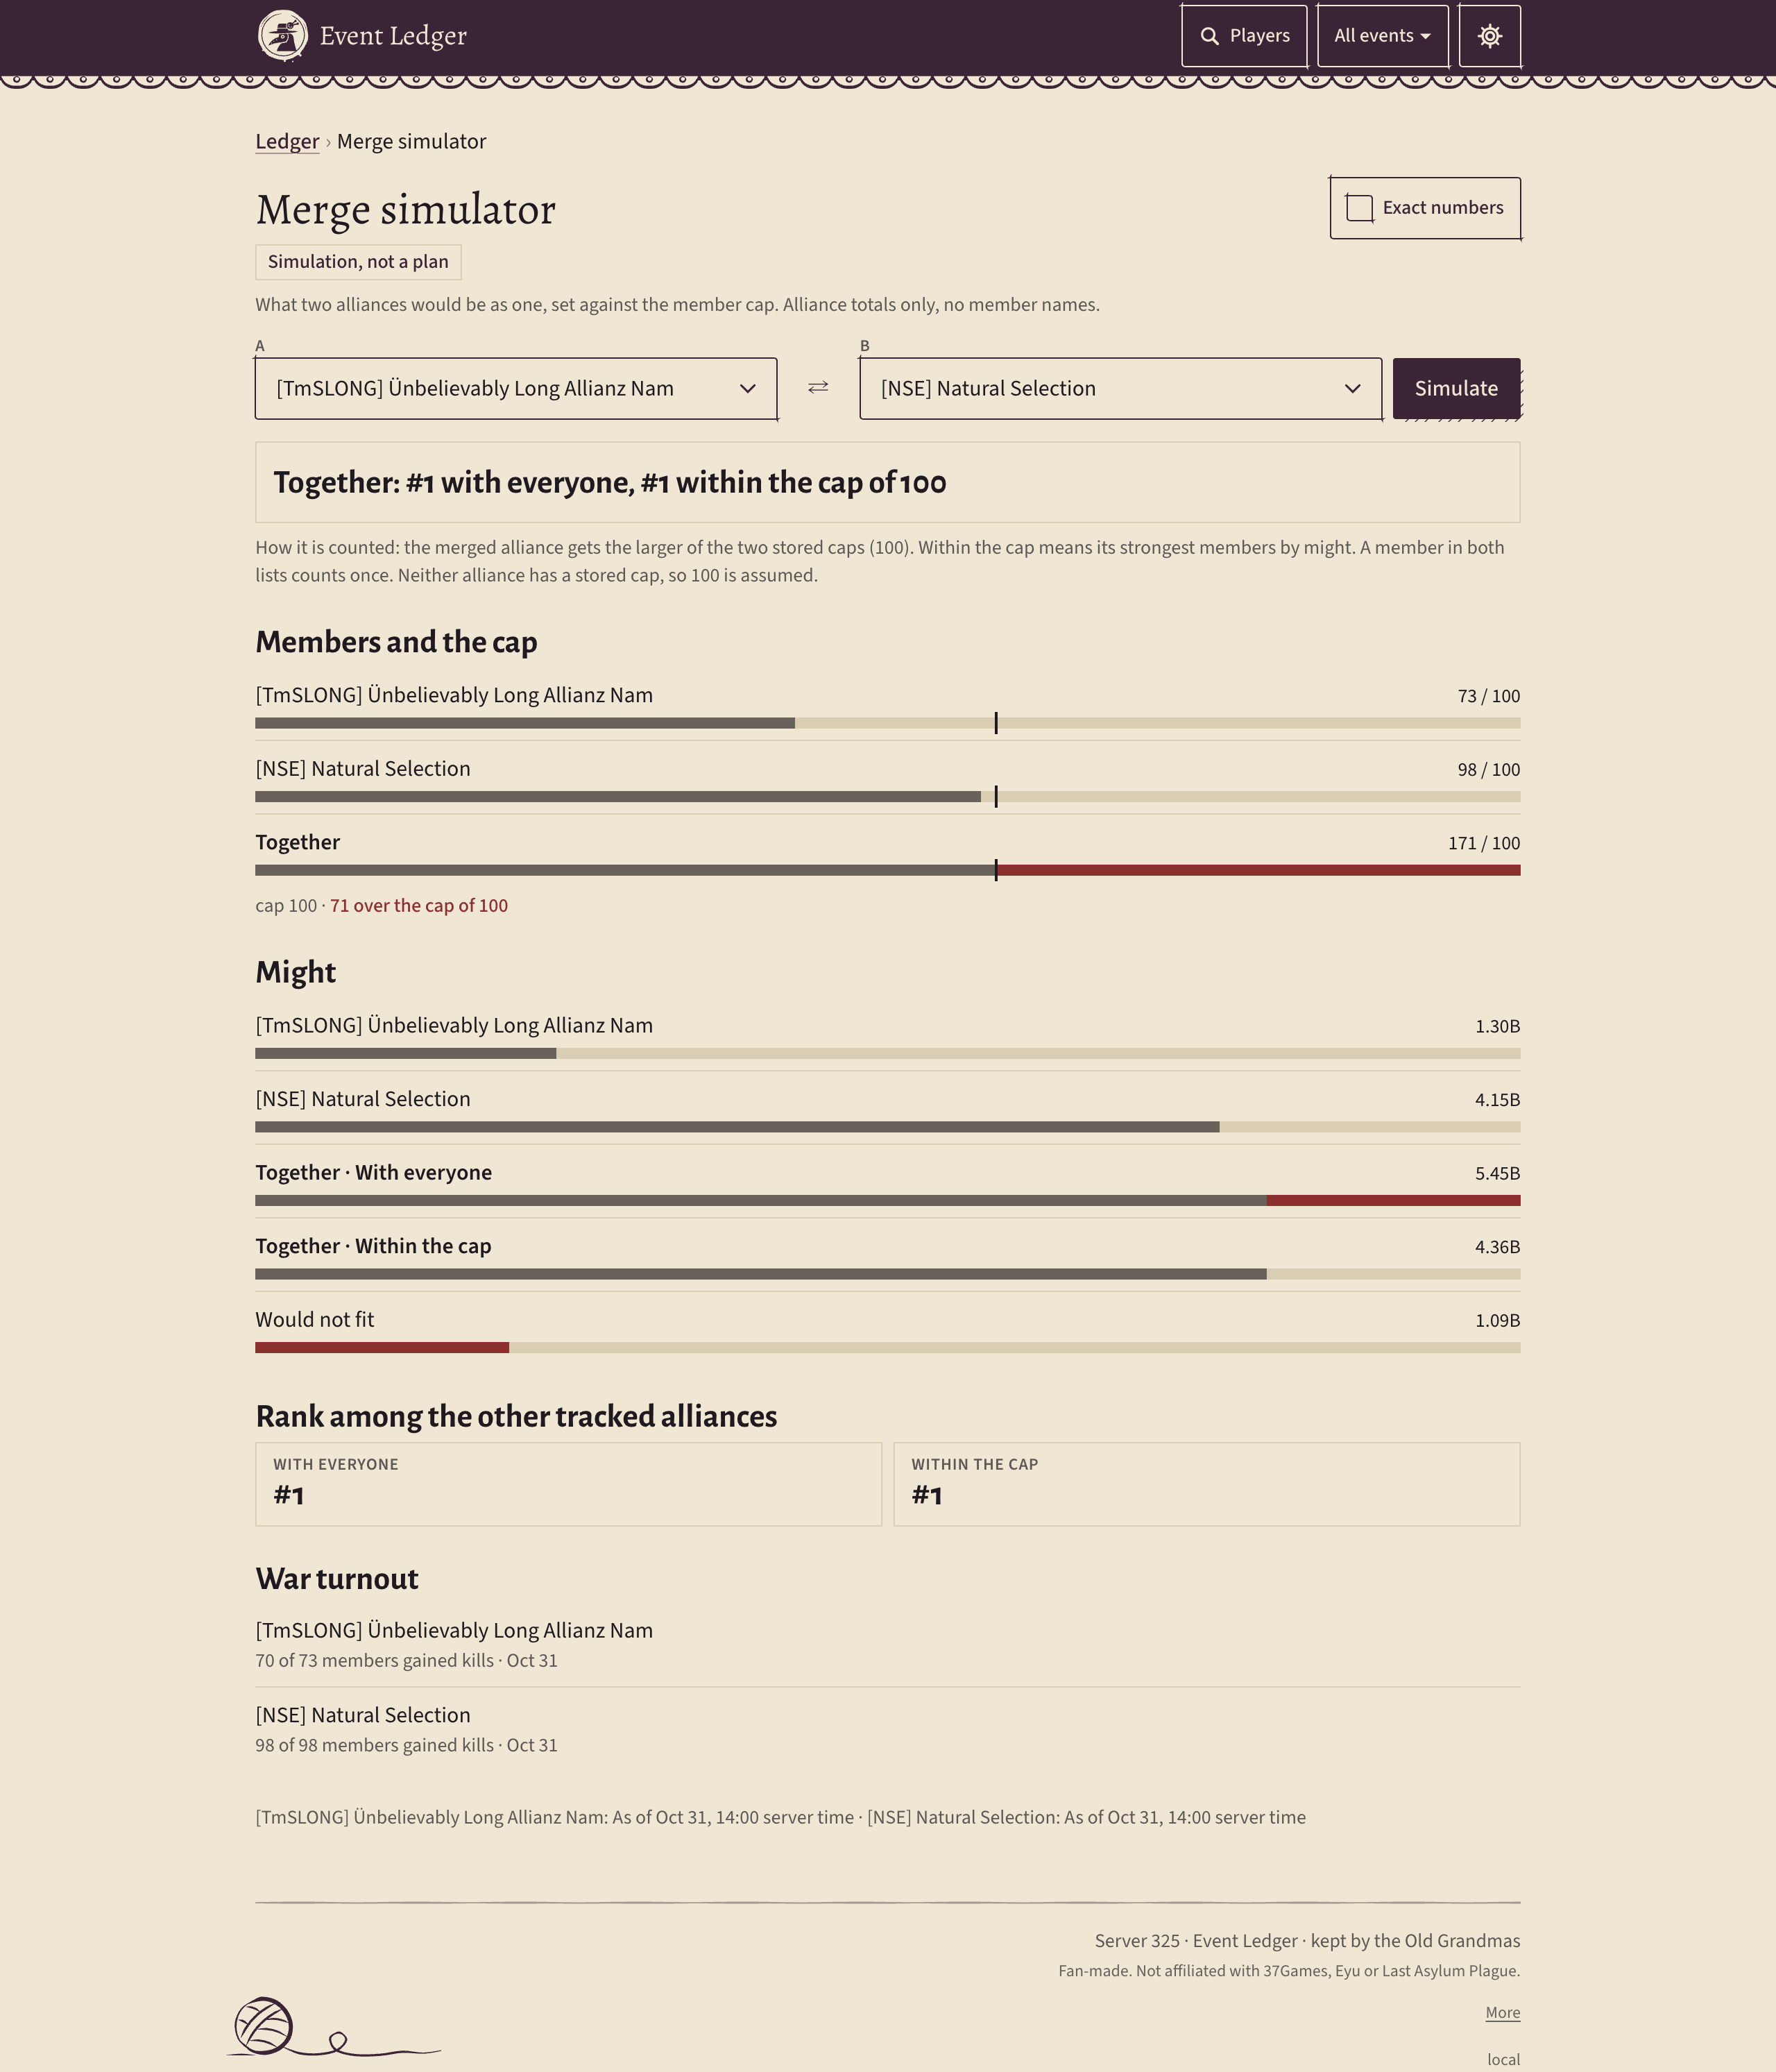 Event Ledger
Players
All events
Ledger › Merge simulator
Merge simulator
Exact numbers
Simulation, not a plan
What two alliances would be as one, set against the member cap. Alliance totals only, no member names.
A
B
[TmSLONG] Ünbelievably Long Allianz Nam
[NSE] Natural Selection
Simulate
Together: #1 with everyone, #1 within the cap of 100
How it is counted: the merged alliance gets the larger of the two stored caps (100). Within the cap means its strongest members by might. A member in both
lists counts once. Neither alliance has a stored cap, so 100 is assumed.
Members and the cap
[TmSLONG] Ünbelievably Long Allianz Nam
73 / 100
[NSE] Natural Selection
98 / 100
Together
171 / 100
cap 100 · 71 over the cap of 100
Might
[TmSLONG] Ünbelievably Long Allianz Nam
1.30B
[NSE] Natural Selection
4.15B
Together · With everyone
5.45B
Together · Within the cap
4.36B
Would not fit
1.09B
Rank among the other tracked alliances
WITH EVERYONE
#1
WITHIN THE CAP
#1
War turnout
[TmSLONG] Ünbelievably Long Allianz Nam
70 of 73 members gained kills · Oct 31
[NSE] Natural Selection
98 of 98 members gained kills · Oct 31
[TmSLONG] Ünbelievably Long Allianz Nam: As of Oct 31, 14:00 server time · [NSE] Natural Selection: As of Oct 31, 14:00 server time
Server 325 · Event Ledger · kept by the Old Grandmas
Fan-made. Not affiliated with 37Games, Eyu or Last Asylum Plague.
More
local